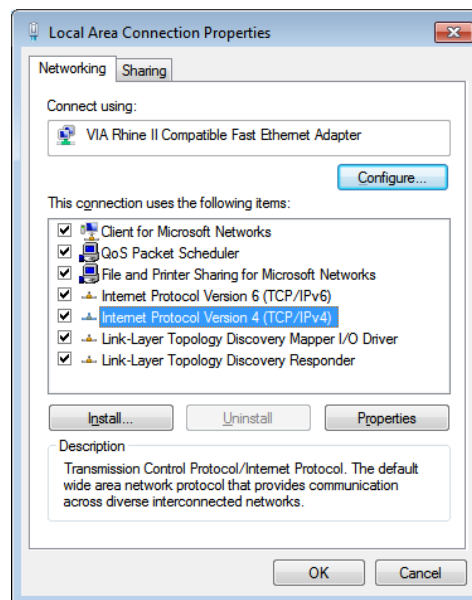 Local Area Connection Properties
Networking
Sharing
Connect using:
VIA Rhine II Compatible Fast Ethernet Adapter
Configure...
This connection uses the following items:
Client for Microsoft Networks
QoS Packet Scheduler
File and Printer Sharing for Microsoft Networks
Internet Protocol Version 6 (TCP/IPv6)
Internet Protocol Version 4 (TCP/IPv4)
Link-Layer Topology Discovery Mapper I/O Driver
Link-Layer Topology Discovery Responder
Install...
Uninstall
Properties
Description
Transmission Control Protocol/Internet Protocol. The default
wide area network protocol that provides communication
across diverse interconnected networks.
OK
Cancel